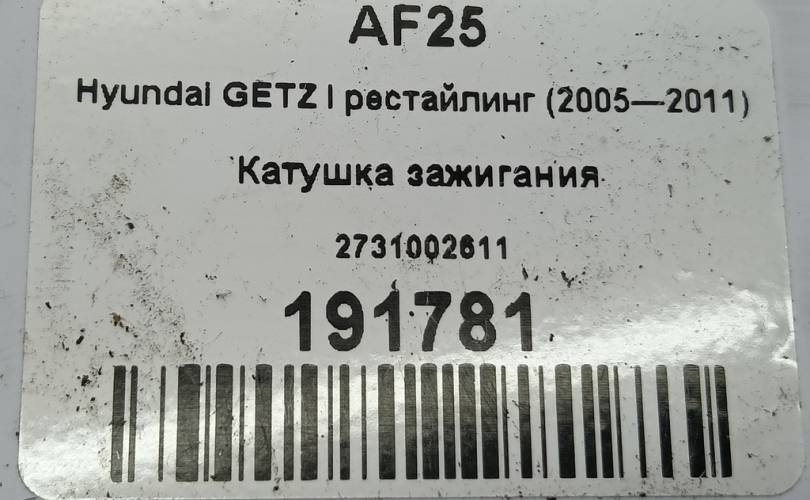 AF25
Hyundai GETZ I рестайлинг (2005—2011)
Катушка зажигания
2731002611
191781